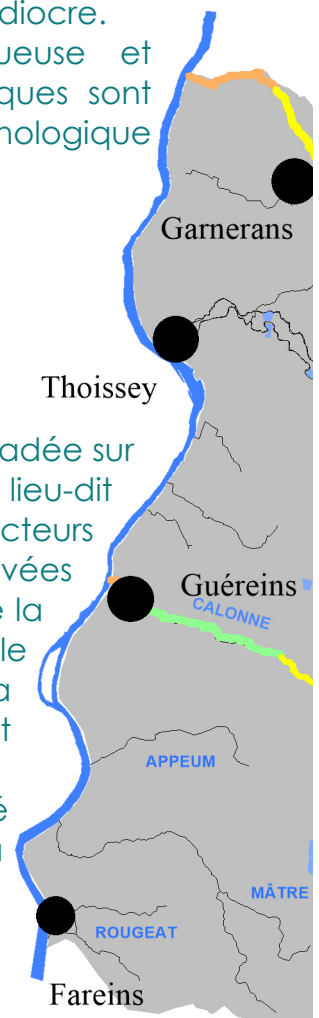 diocre.
ueuse et
ques sont
nologique
Garnerans
Thoissey
adée sur
lieu-dit
cteurs
vées
Guéreins
CALONNE
la
le
a
t
APPEUM
é
MÂTRE
ROUGEAT
Fareins